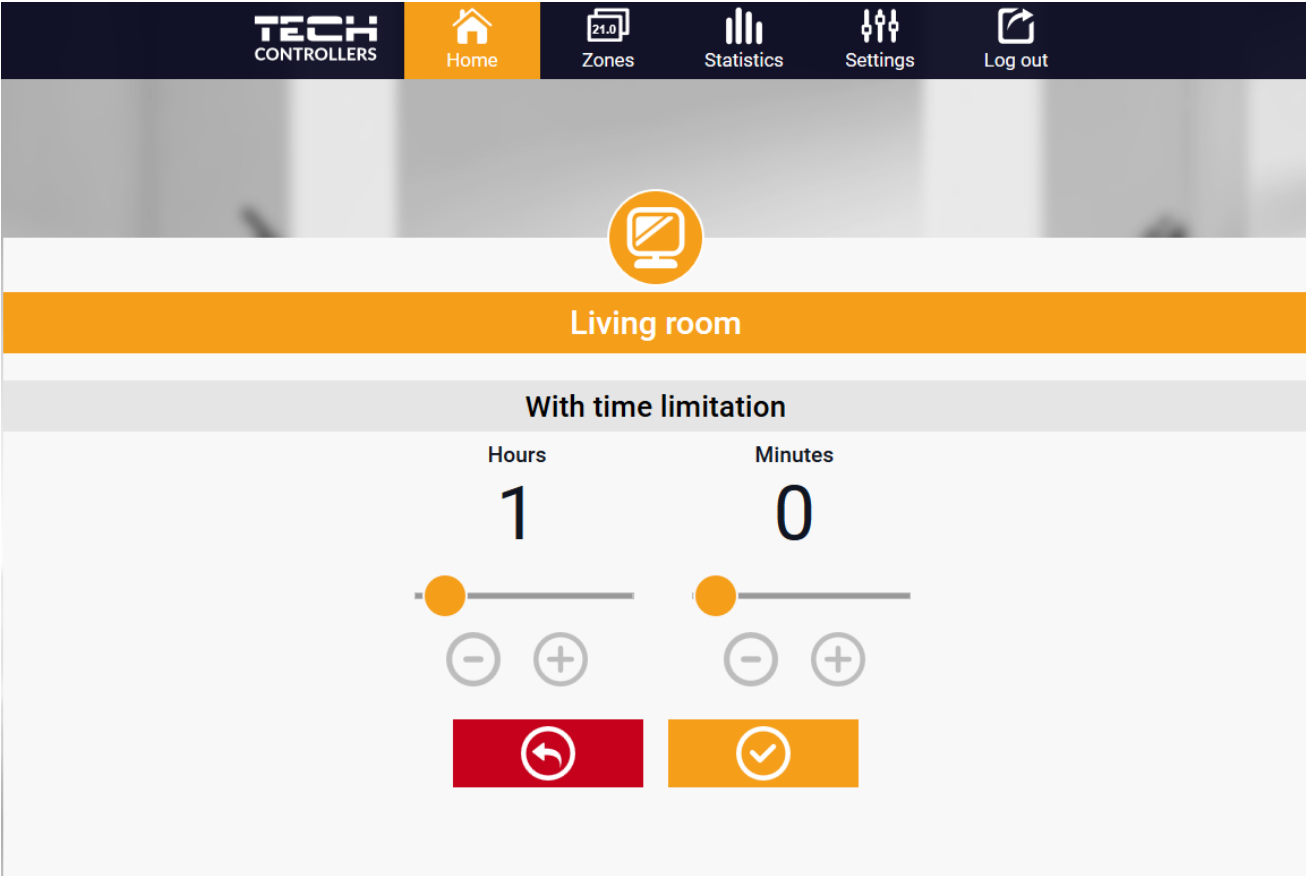 TECH
CONTROLLERS
Home
21.0
Zones
Statistics
Settings
Log out
Living room
With time limitation
Hours
Minutes
1
0